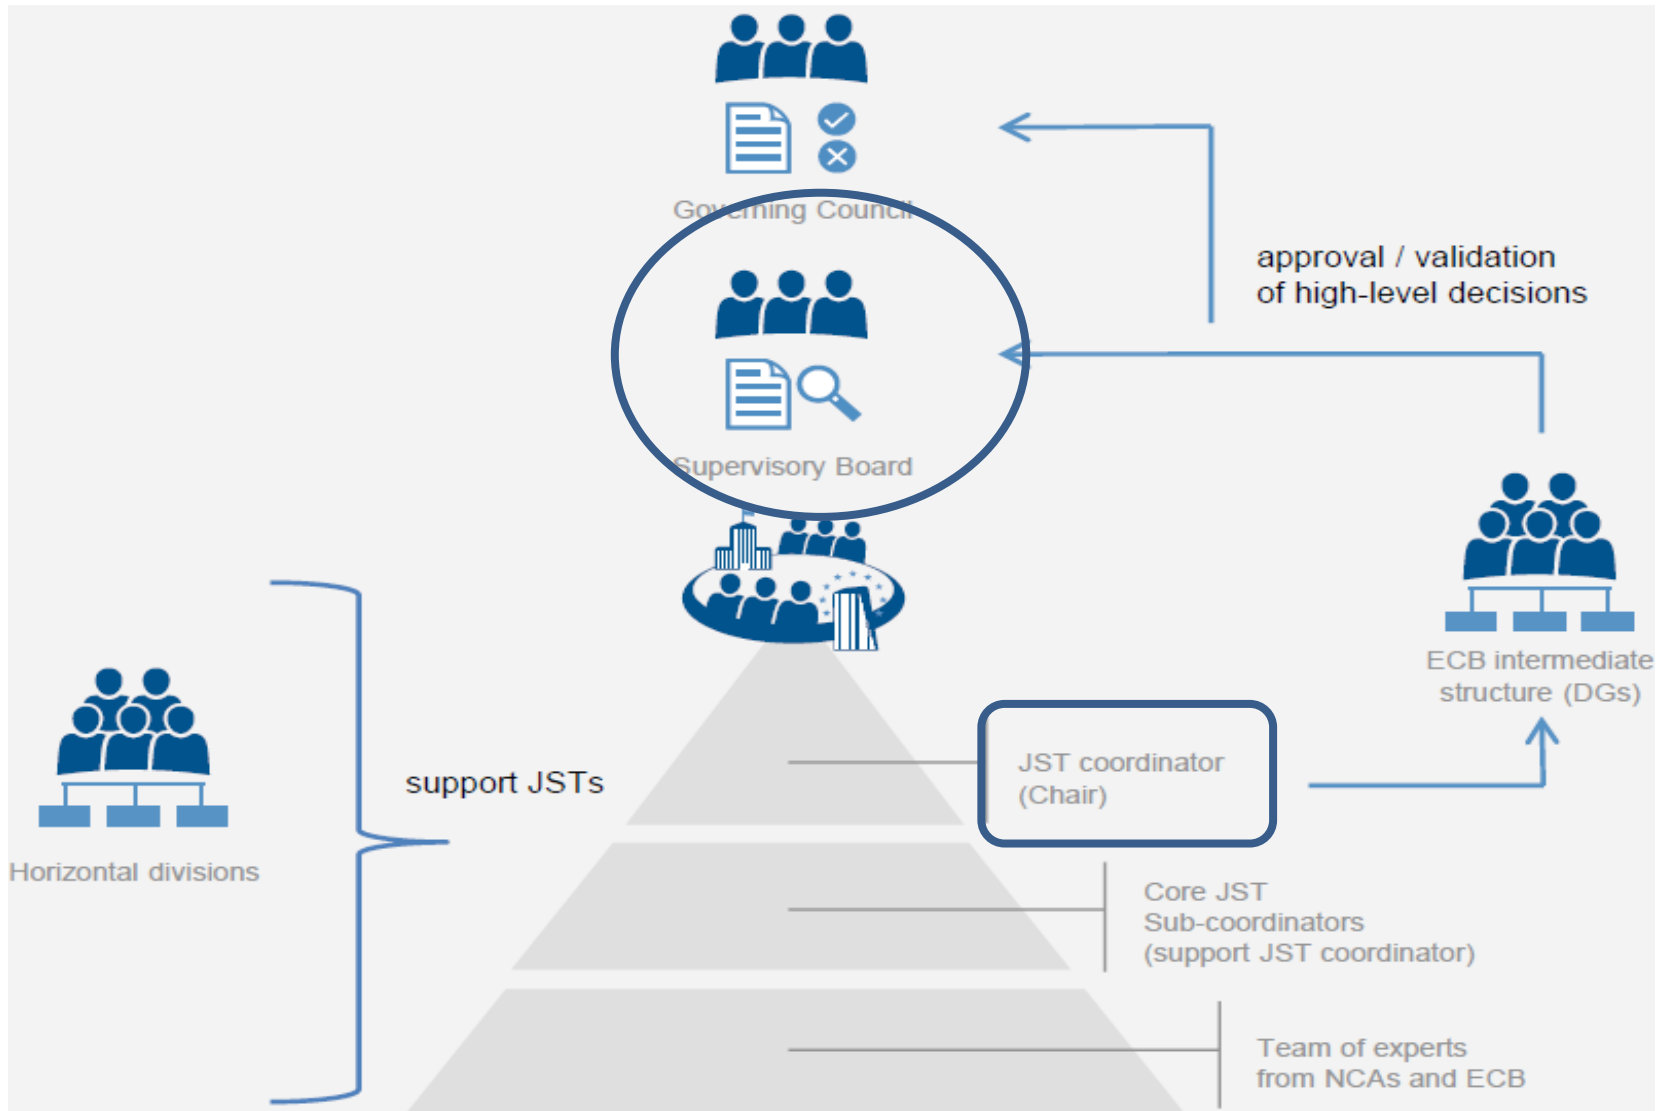 Governing Council
approval / validation
of high-level decisions
Supervisory Board
ECB intermediate
structure (DGs)
JST coordinator
(Chair)
support JSTs
Horizontal divisions
Core JST
Sub-coordinators
(support JST coordinator)
Team of experts
from NCAs and ECB